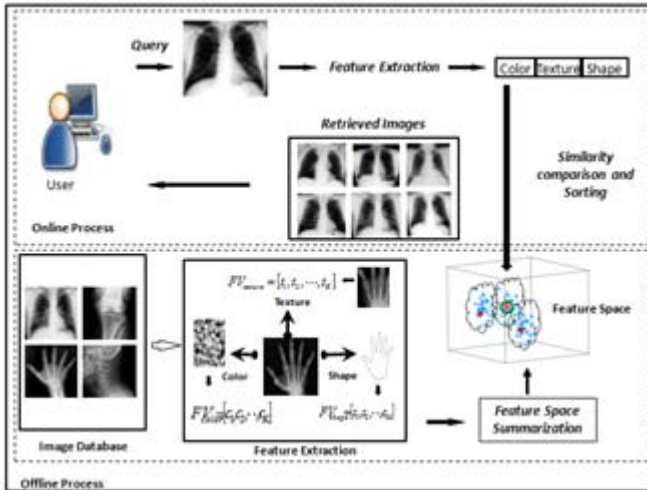 Query
Feature Extraction
Color Texture Shape
Retrieved Images
Similarity
comparison and
Sorting
User
Online Process
Texture
Color
Shape
Feature Space
Feature Space
Summarization
Image Database
Feature Extraction
Offline Process